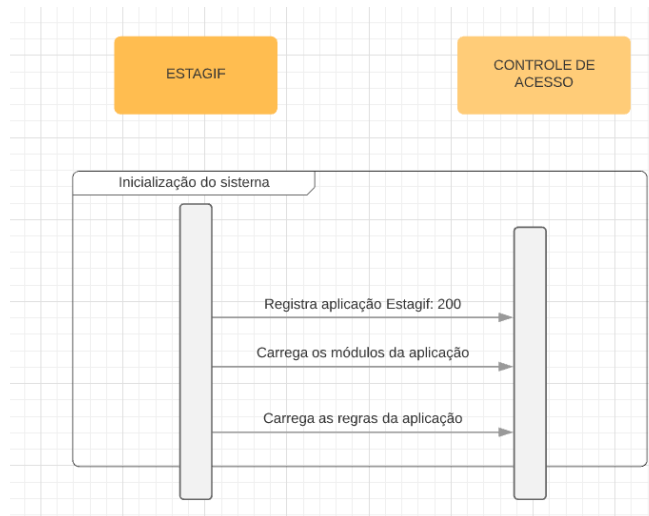 ESTAGIF
CONTROLE DE
ACESSO
Inicialização do sistema
Registra aplicação Estagif: 200
Carrega os módulos da aplicação
Carrega as regras da aplicação